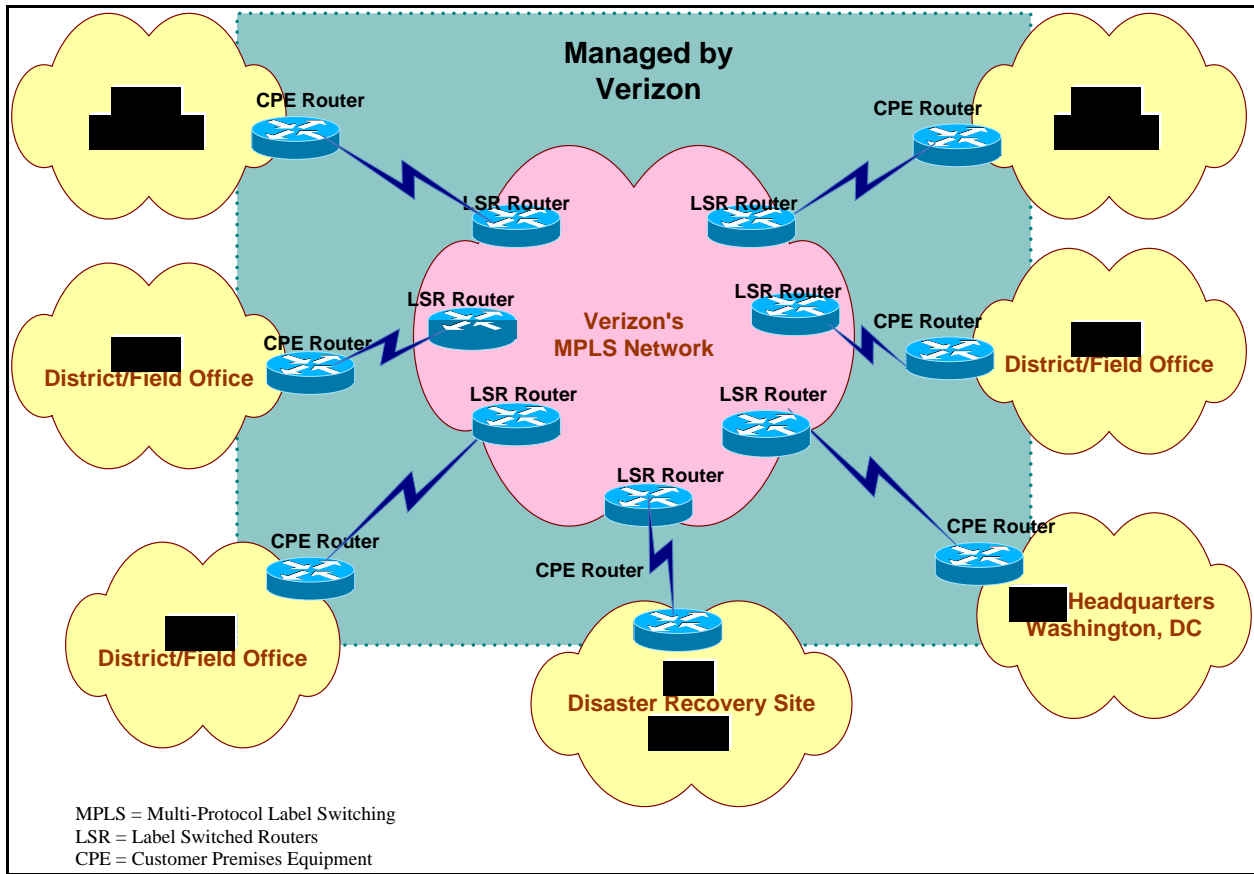 Managed by
Verizon
CPE Router
CPE Router
LSR Router
LSR Router
LSR Router
LSR Router
Verizon's
MPLS Network
CPE Router
CPE Router
District/Field Office
District/Field Office
LSR Router
LSR Router
LSR Router
CPE Router
CPE Router
CPE Router
Headquarters
Washington, DC
District/Field Office
Disaster Recovery Site
MPLS = Multi-Protocol Label Switching
LSR = Label Switched Routers
CPE = Customer Premises Equipment